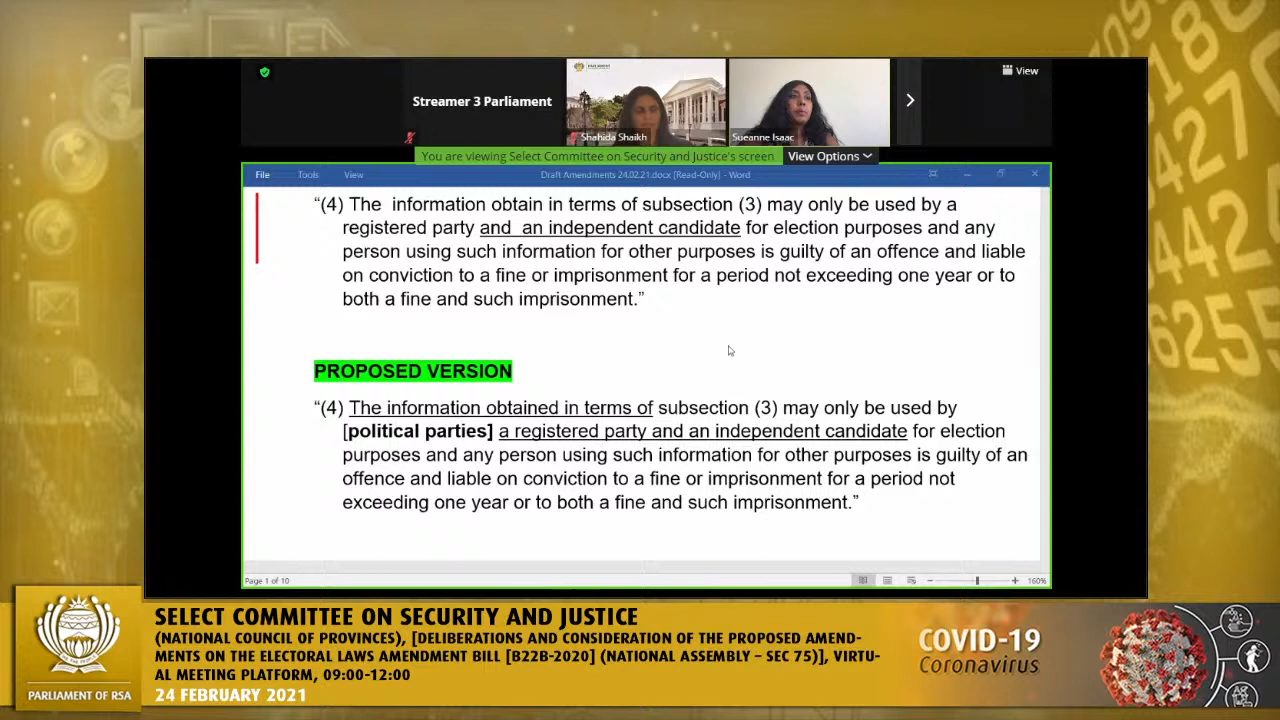 View
Streamer 3 Parliament
PARLIAMENT
Shahida Shaikh
Sueanne Isaac
You are viewing Select Committee on Security and Justice's screen
View Options
File Tools View
Draft Amendments 24.02.21.docx [Read-Only] - Word
“(4) The information obtain in terms of subsection (3) may only be used by a
registered party and an independent candidate for election purposes and any
person using such information for other purposes is guilty of an offence and liable
on conviction to a fine or imprisonment for a period not exceeding one year or to
both a fine and such imprisonment.”
PROPOSED VERSION
“(4) The information obtained in terms of subsection (3) may only be used by
[political parties] a registered party and an independent candidate for election
purposes and any person using such information for other purposes is guilty of an
offence and liable on conviction to a fine or imprisonment for a period not
exceeding one year or to both a fine and such imprisonment.”
Page 1 of 10
160%
SELECT COMMITTEE ON SECURITY AND JUSTICE
(NATIONAL COUNCIL OF PROVINCES), [DELIBERATIONS AND CONSIDERATION OF THE PROPOSED AMEND-
MENTS ON THE ELECTORAL LAWS AMENDMENT BILL [B22B-2020] (NATIONAL ASSEMBLY – SEC 75)], VIRTU-
AL MEETING PLATFORM, 09:00-12:00
24 FEBRUARY 2021
PARLIAMENT OF RSA
COVID-19
Coronavirus